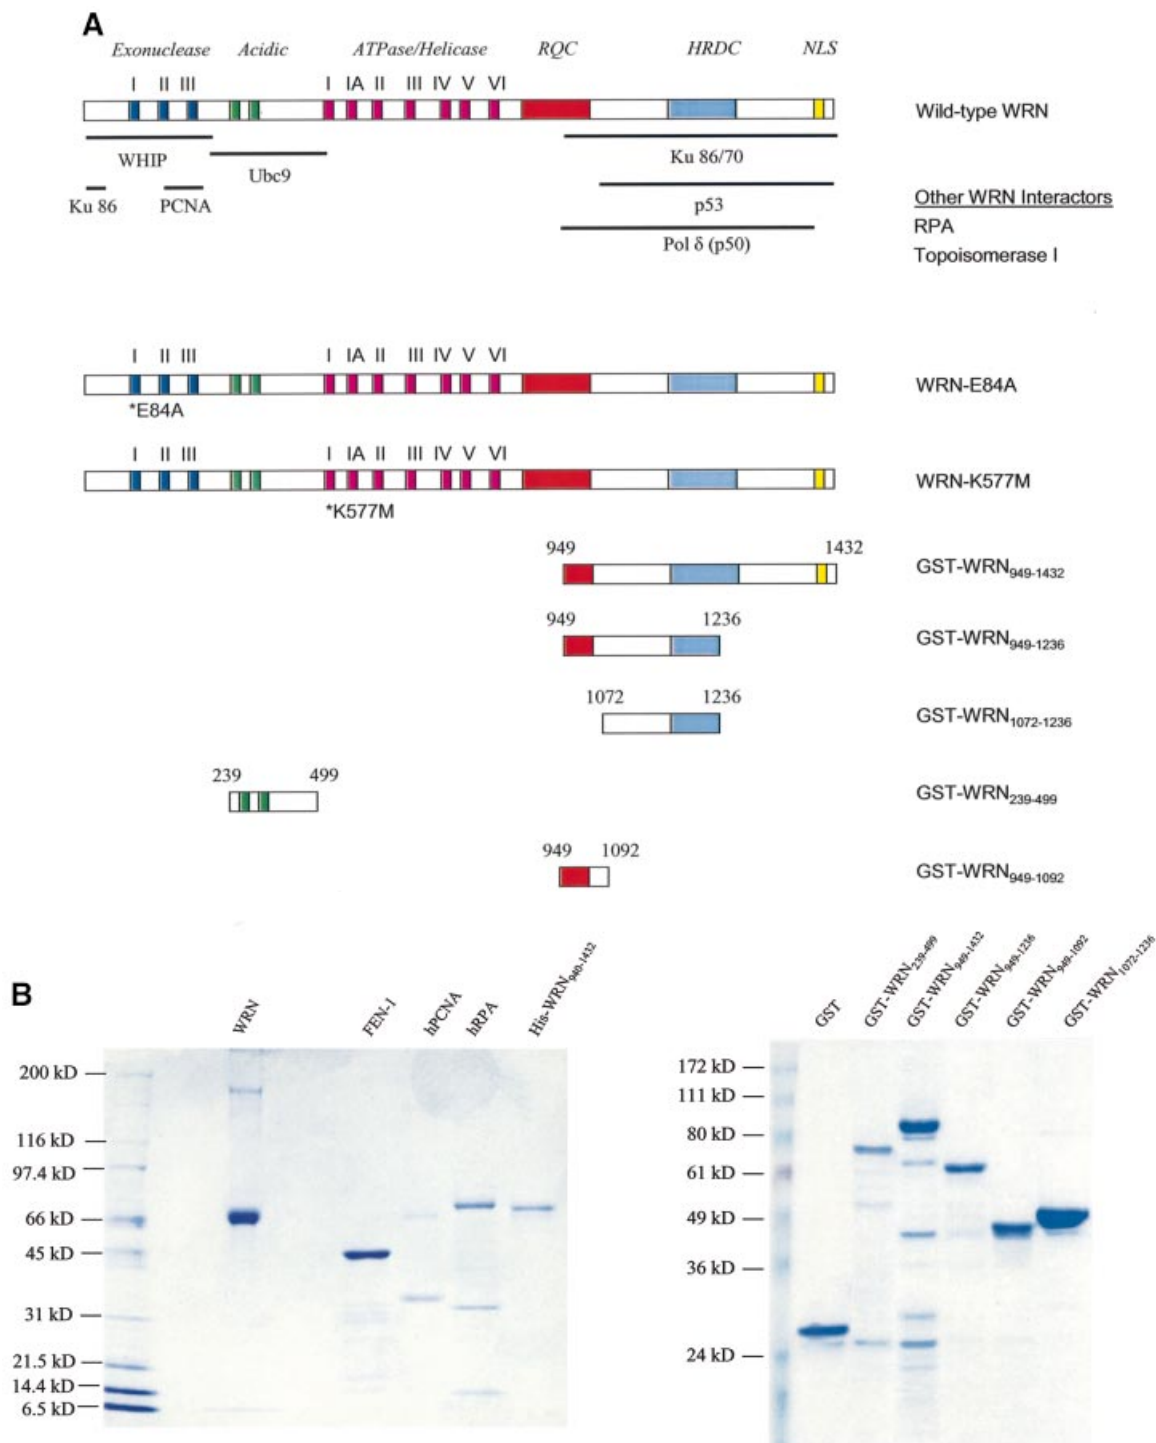 A
Exonuclease Acidic ATPase/Helicase RQC HRDC NLS
I II III I IA II III IV V VI
Wild-type WRN
WHIP Ubc9 Ku 86/70
Ku 86 PCNA p53
Pol δ (p50)
Other WRN Interactors
RPA
Topoisomerase I
I II III I IA II III IV V VI
WRN-E84A
*E84A
I II III I IA II III IV V VI
WRN-K577M
*K577M
949 1432
GST-WRN949-1432
949 1236
GST-WRN949-1236
1072 1236
GST-WRN1072-1236
239 499
GST-WRN239-499
949 1092
GST-WRN949-1092
B
WRN FEN-1 hPCNA hRPA His-WRN940-1432
200 kD
116 kD
97.4 kD
66 kD
45 kD
31 kD
21.5 kD
14.4 kD
6.5 kD
GST GST-WRN239-499 GST-WRN949-1432 GST-WRN949-1236 GST-WRN949-1092 GST-WRN1072-1236
172 kD
111 kD
80 kD
61 kD
49 kD
36 kD
24 kD